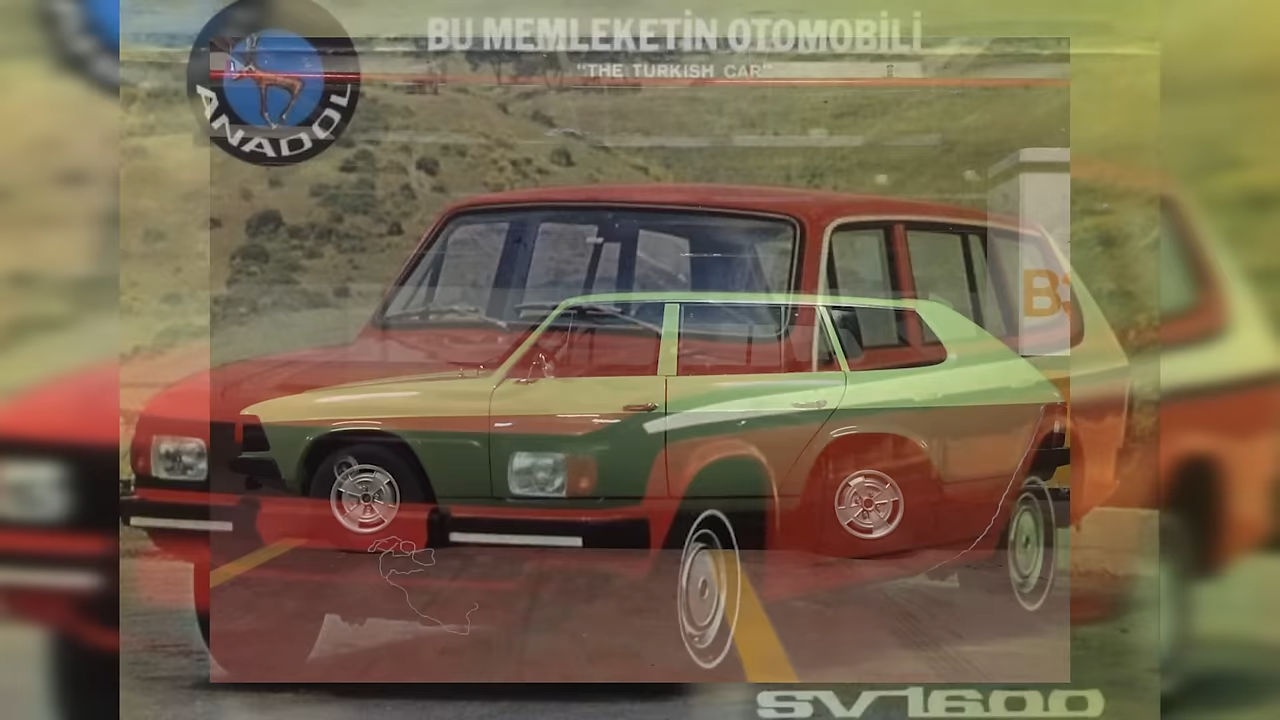 BU MEMLEKETİN OTOMOBİLİ
"THE TURKISH CAR"
ANADOL
SV1600